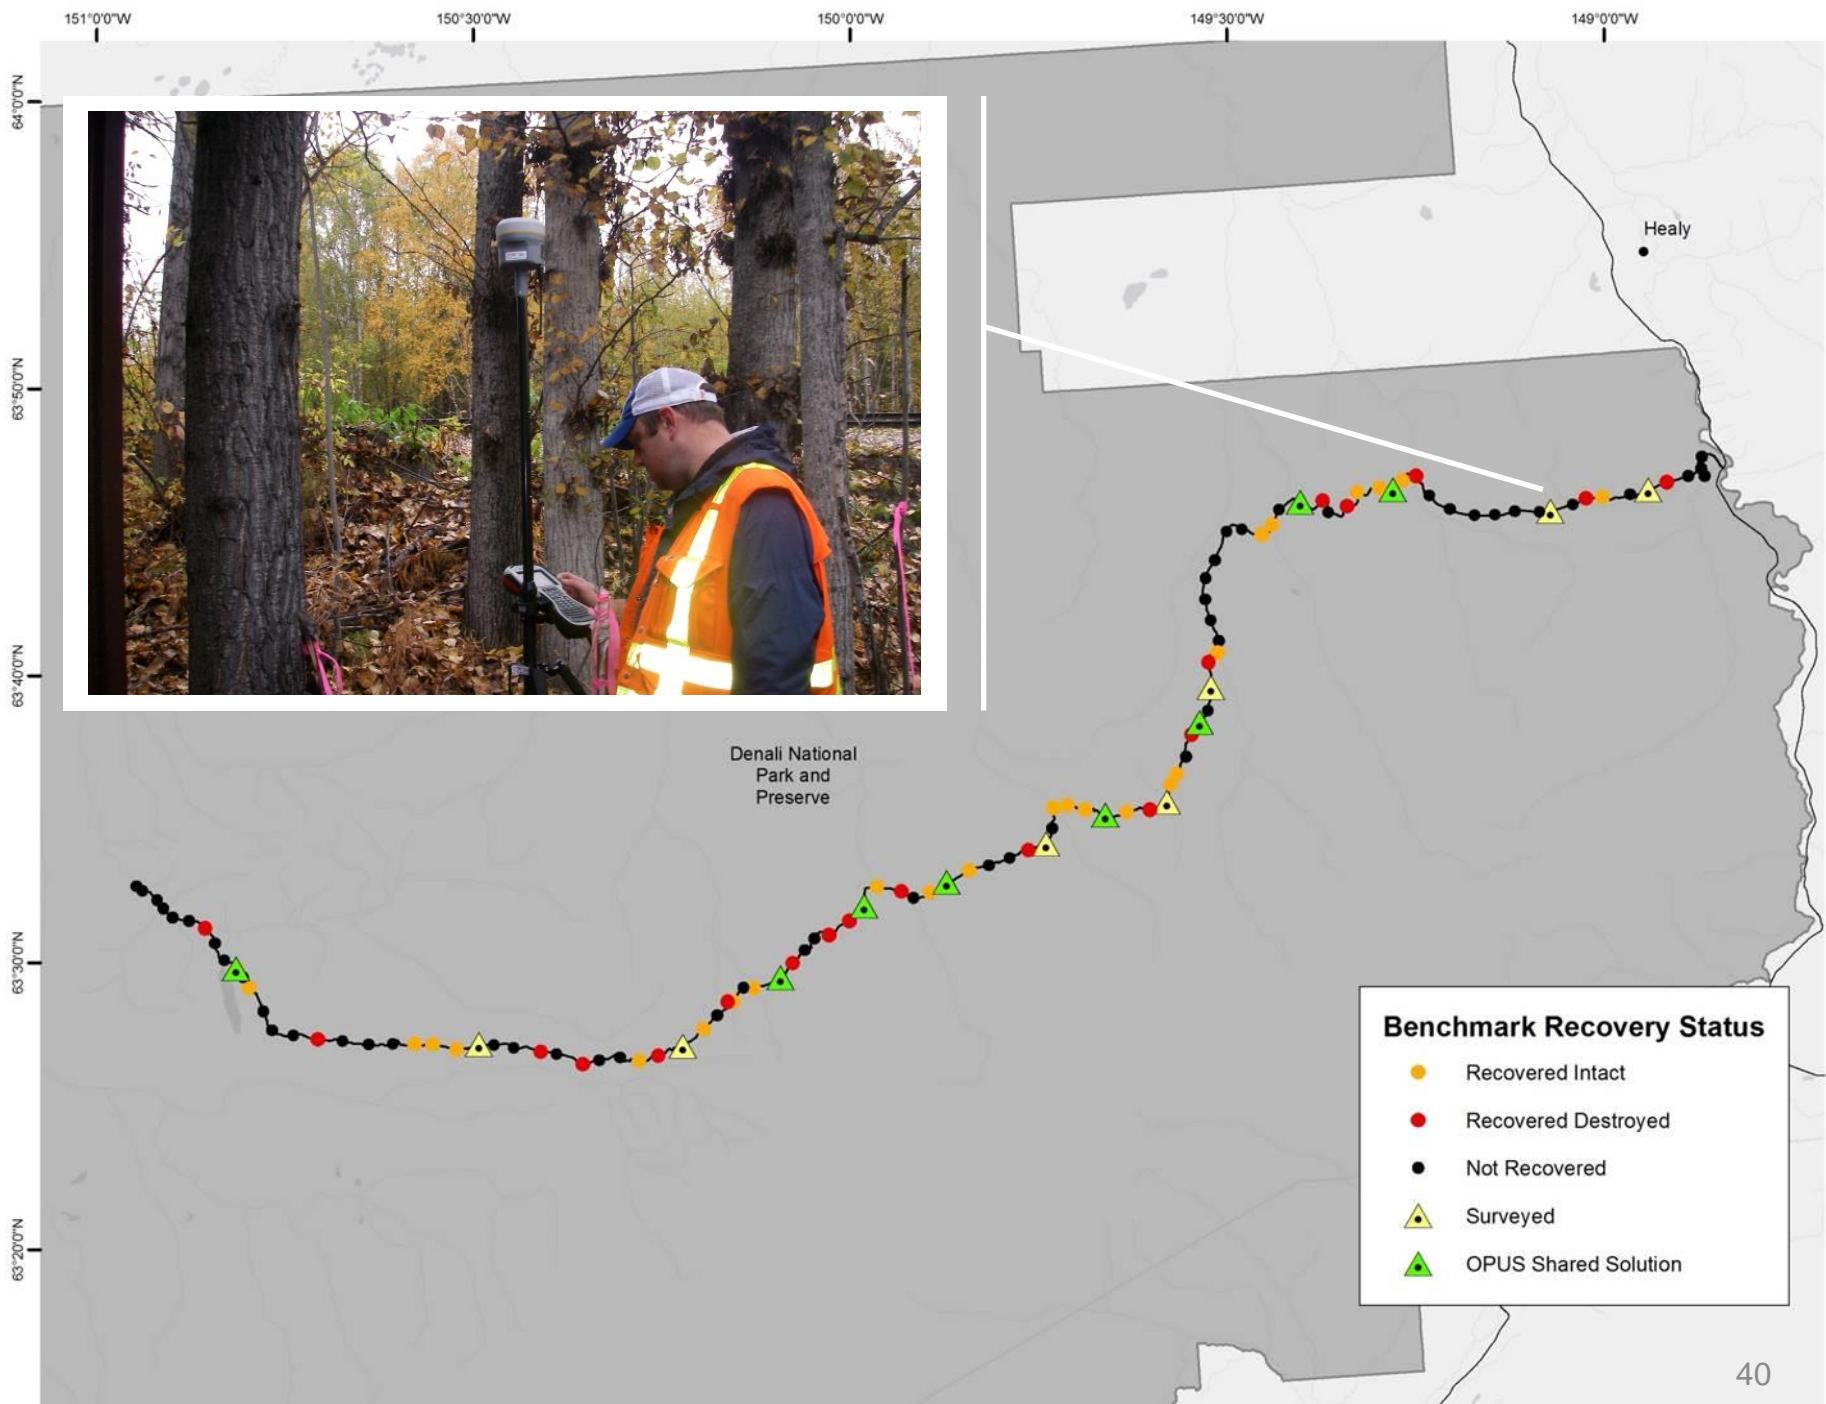 151°0'0"W
150°30'0"W
150°0'0"W
149°30'0"W
149°0'0"W
64°0'0"N
63°50'0"N
63°40'0"N
63°30'0"N
63°20'0"N
Healy
Denali National
Park and
Preserve
Benchmark Recovery Status
Recovered Intact
Recovered Destroyed
Not Recovered
Surveyed
OPUS Shared Solution
40